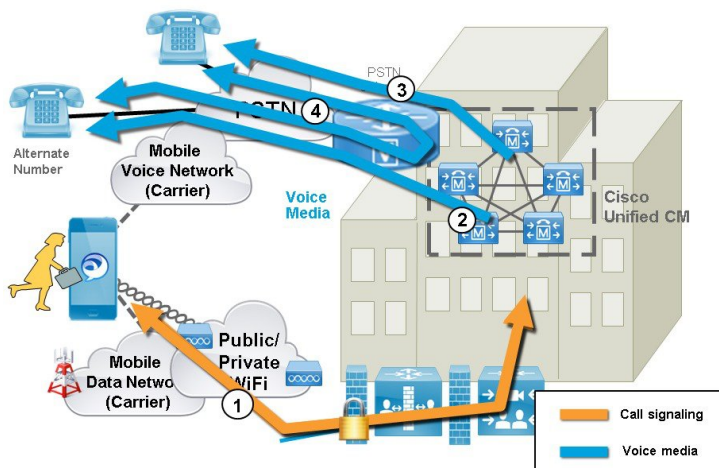 PSTN
3
PSTN
4
Alternate
Number
Mobile
Voice Network
(Carrier)
V
M
M
M
M
M
Voice
Media
2
Cisco
Unified CM
Public/
Private
WiFi
Mobile
Data Network
(Carrier)
1
Call signaling
Voice media